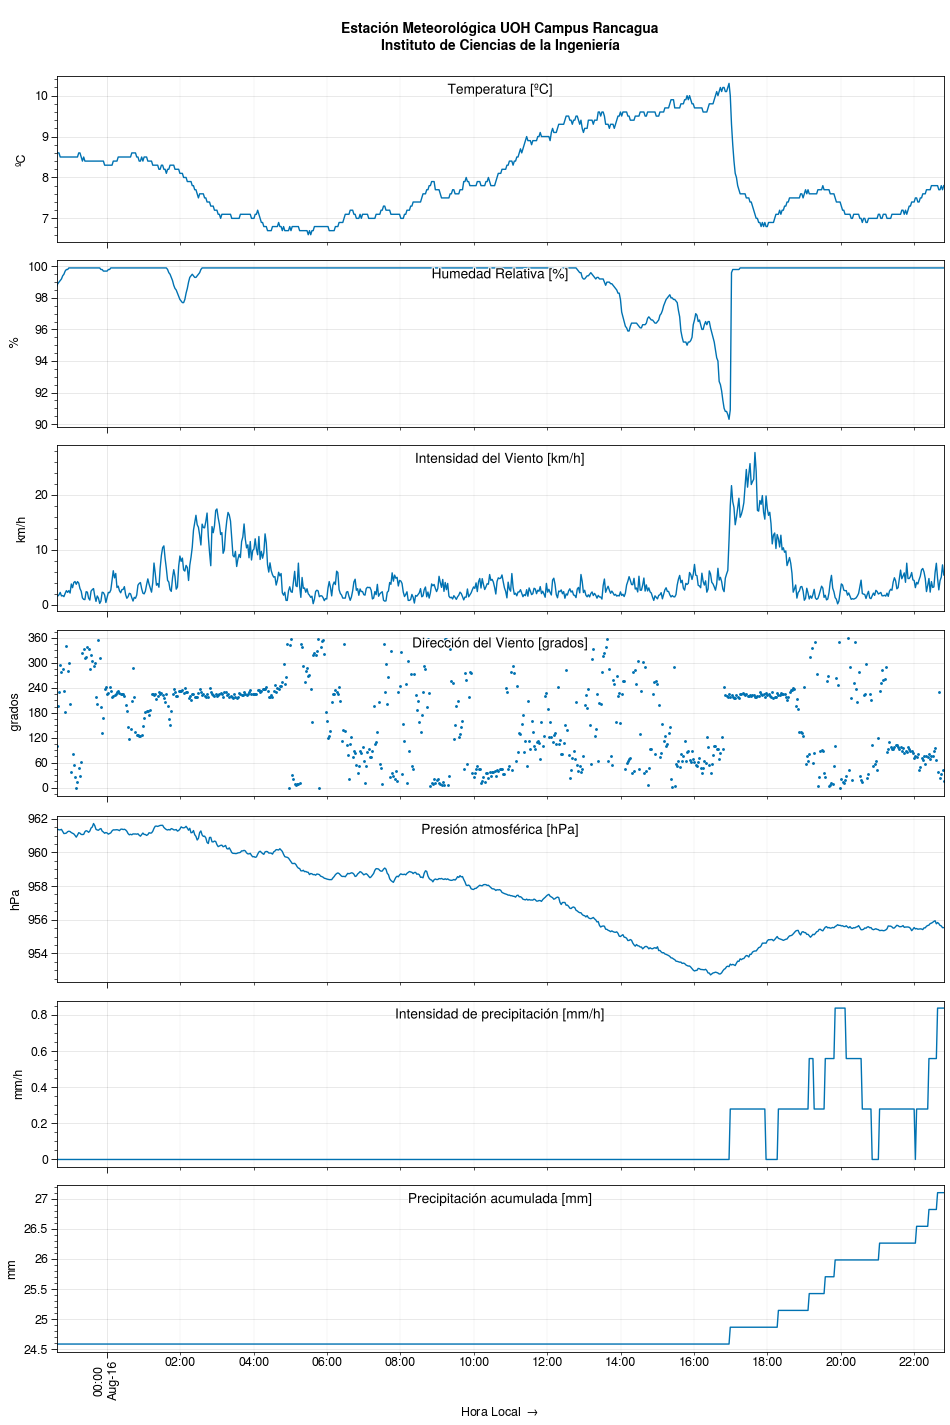 Estación Meteorológica UOH Campus Rancagua
Instituto de Ciencias de la Ingeniería
Temperatura [ºC]
ºC
10
9
8
7
Humedad Relativa [%]
%
100
98
96
94
92
90
Intensidad del Viento [km/h]
km/h
20
10
0
Dirección del Viento [grados]
grados
360
300
240
180
120
60
0
Presión atmosférica [hPa]
hPa
962
960
958
956
954
Intensidad de precipitación [mm/h]
mm/h
0.8
0.6
0.4
0.2
0
Precipitación acumulada [mm]
mm
27
26.5
26
25.5
25
24.5
00:00
Aug-16
02:00 04:00 06:00 08:00 10:00 12:00 14:00 16:00 18:00 20:00 22:00
Hora Local →